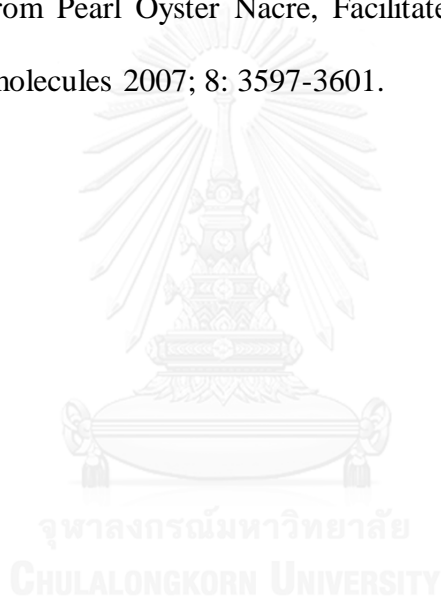 rom Pearl Oyster Nacre, Facilitate
nolecules 2007; 8: 3597-3601.
จุฬาลงกรณ์มหาวิทยาลัย
CHULALONGKORN UNIVERSITY